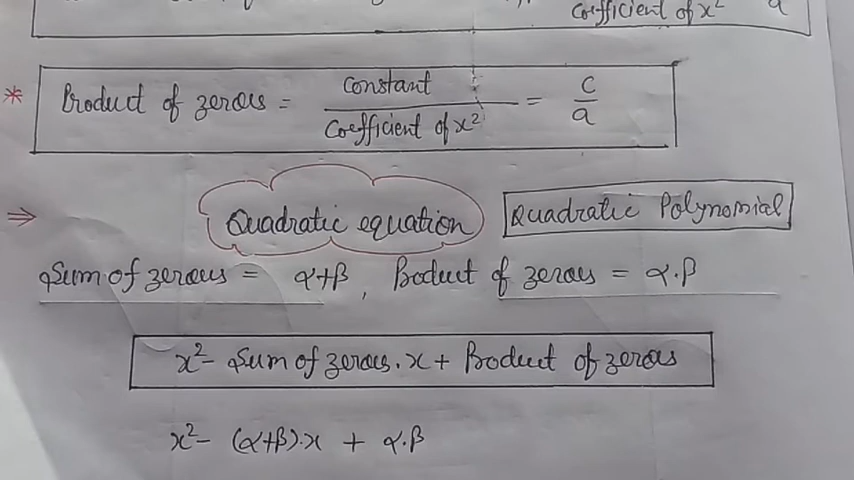 Coefficient of x² a
* Product of zeroes = constant / Coefficient of x² = c / a
⇒ Quadratic equation Quadratic Polynomial
Sum of zeroes = α+β, Product of zeroes = α.β
x² - Sum of zeroes . x + Product of zeroes
x² - (α+β).x + α.β